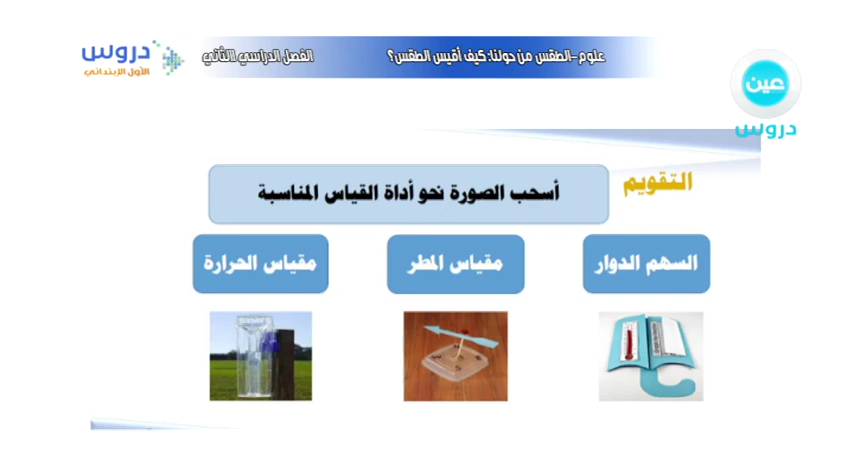 علوم - الطقس من حولنا: كيف أقيس الطقس؟
الفصل الدراسي الثاني
دروس
الأول الابتدائي
عين
دروس
التقويم
أسحب الصورة نحو أداة القياس المناسبة
السهم الدوار
مقياس المطر
مقياس الحرارة